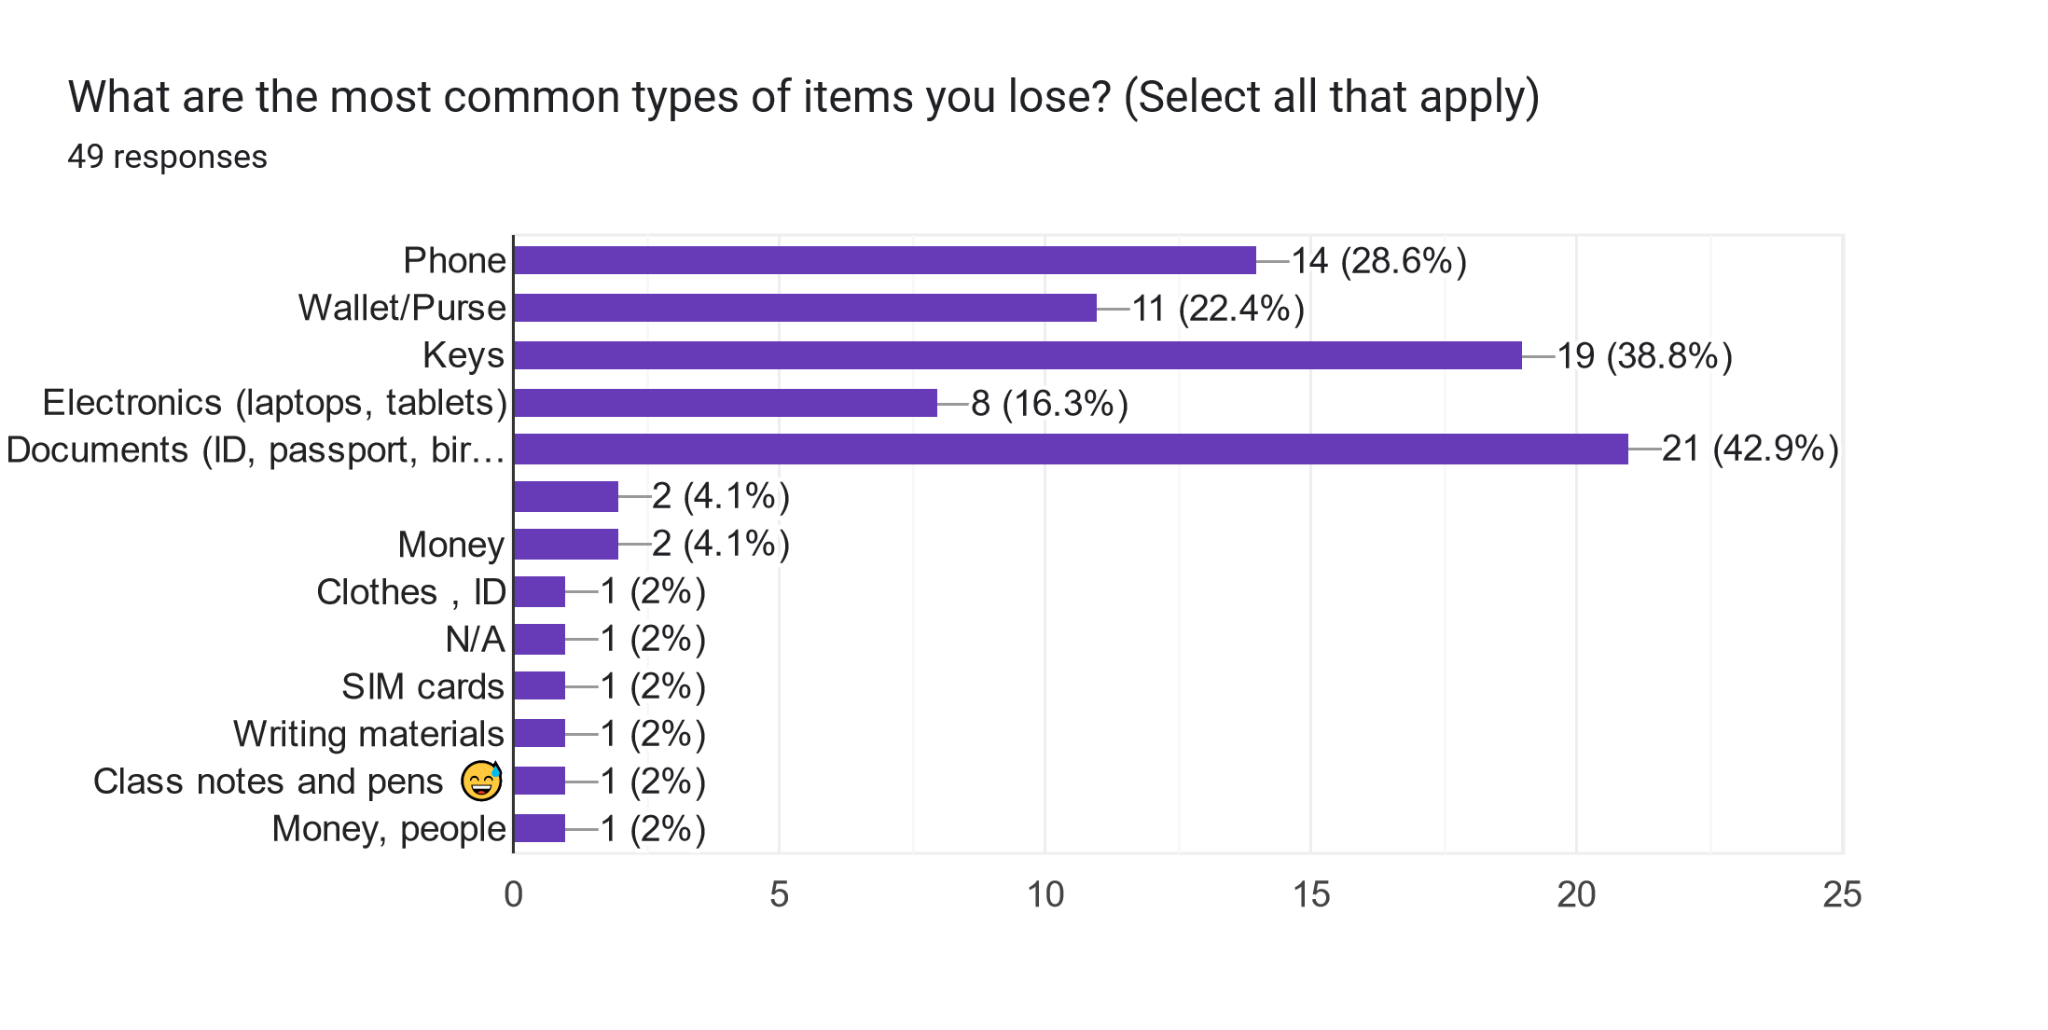 What are the most common types of items you lose? (Select all that apply)
49 responses
Phone 14 (28.6%)
Wallet/Purse 11 (22.4%)
Keys 19 (38.8%)
Electronics (laptops, tablets) 8 (16.3%)
Documents (ID, passport, bir... 21 (42.9%)
2 (4.1%)
Money 2 (4.1%)
Clothes , ID 1 (2%)
N/A 1 (2%)
SIM cards 1 (2%)
Writing materials 1 (2%)
Class notes and pens 😅 1 (2%)
Money, people 1 (2%)
0 5 10 15 20 25